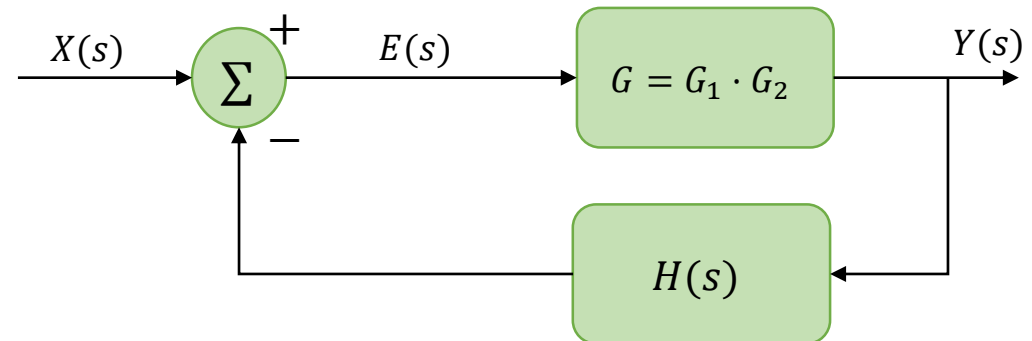 X(s)
+
E(s)
Y(s)
∑
G = G₁ · G₂
−
H(s)